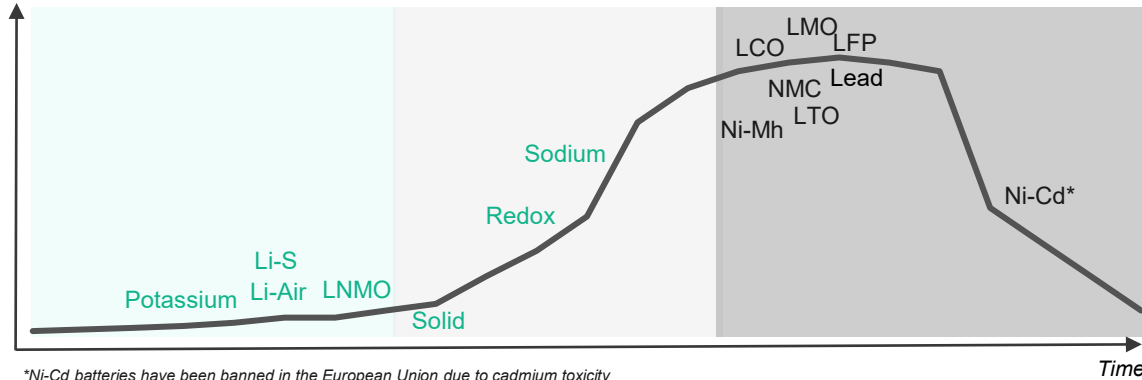 LMO
LCO
LFP
NMC
Lead
LTO
Ni-Mh
Sodium
Ni-Cd*
Redox
Li-S
Li-Air
LNMO
Potassium
Solid
Time
*Ni-Cd batteries have been banned in the European Union due to cadmium toxicity